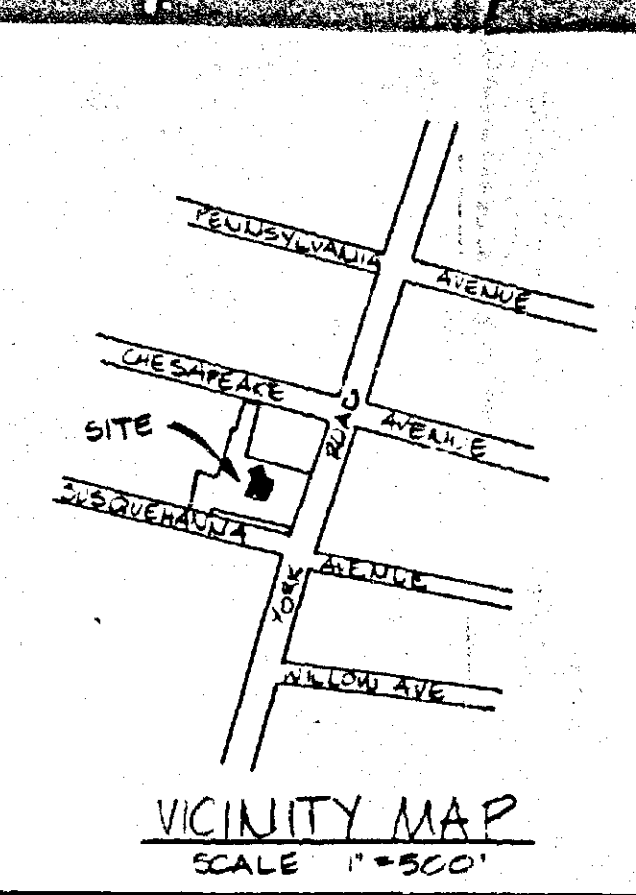 PENNSYLVANIA AVENUE
CHESAPEAKE AVENUE
ROAD
SITE
SUSQUEHANNA AVENUE
YORK
WILLOW AVE
VICINITY MAP
SCALE 1"=500'